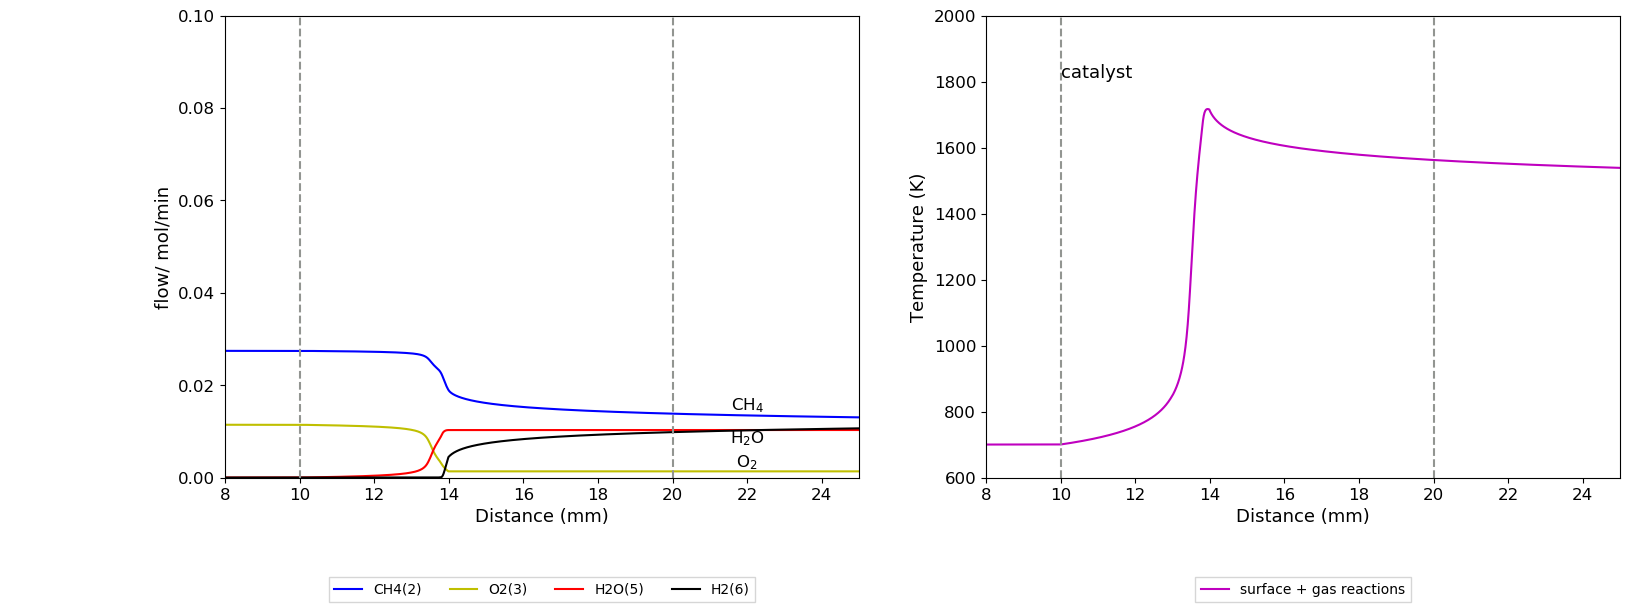 0.10
0.08
0.06
0.04
0.02
0.00
flow/ mol/min
CH₄
H₂O
O₂
8 10 12 14 16 18 20 22 24
Distance (mm)
CH4(2) O2(3) H2O(5) H2(6)
2000
1800
1600
1400
1200
1000
800
600
Temperature (K)
catalyst
8 10 12 14 16 18 20 22 24
Distance (mm)
surface + gas reactions